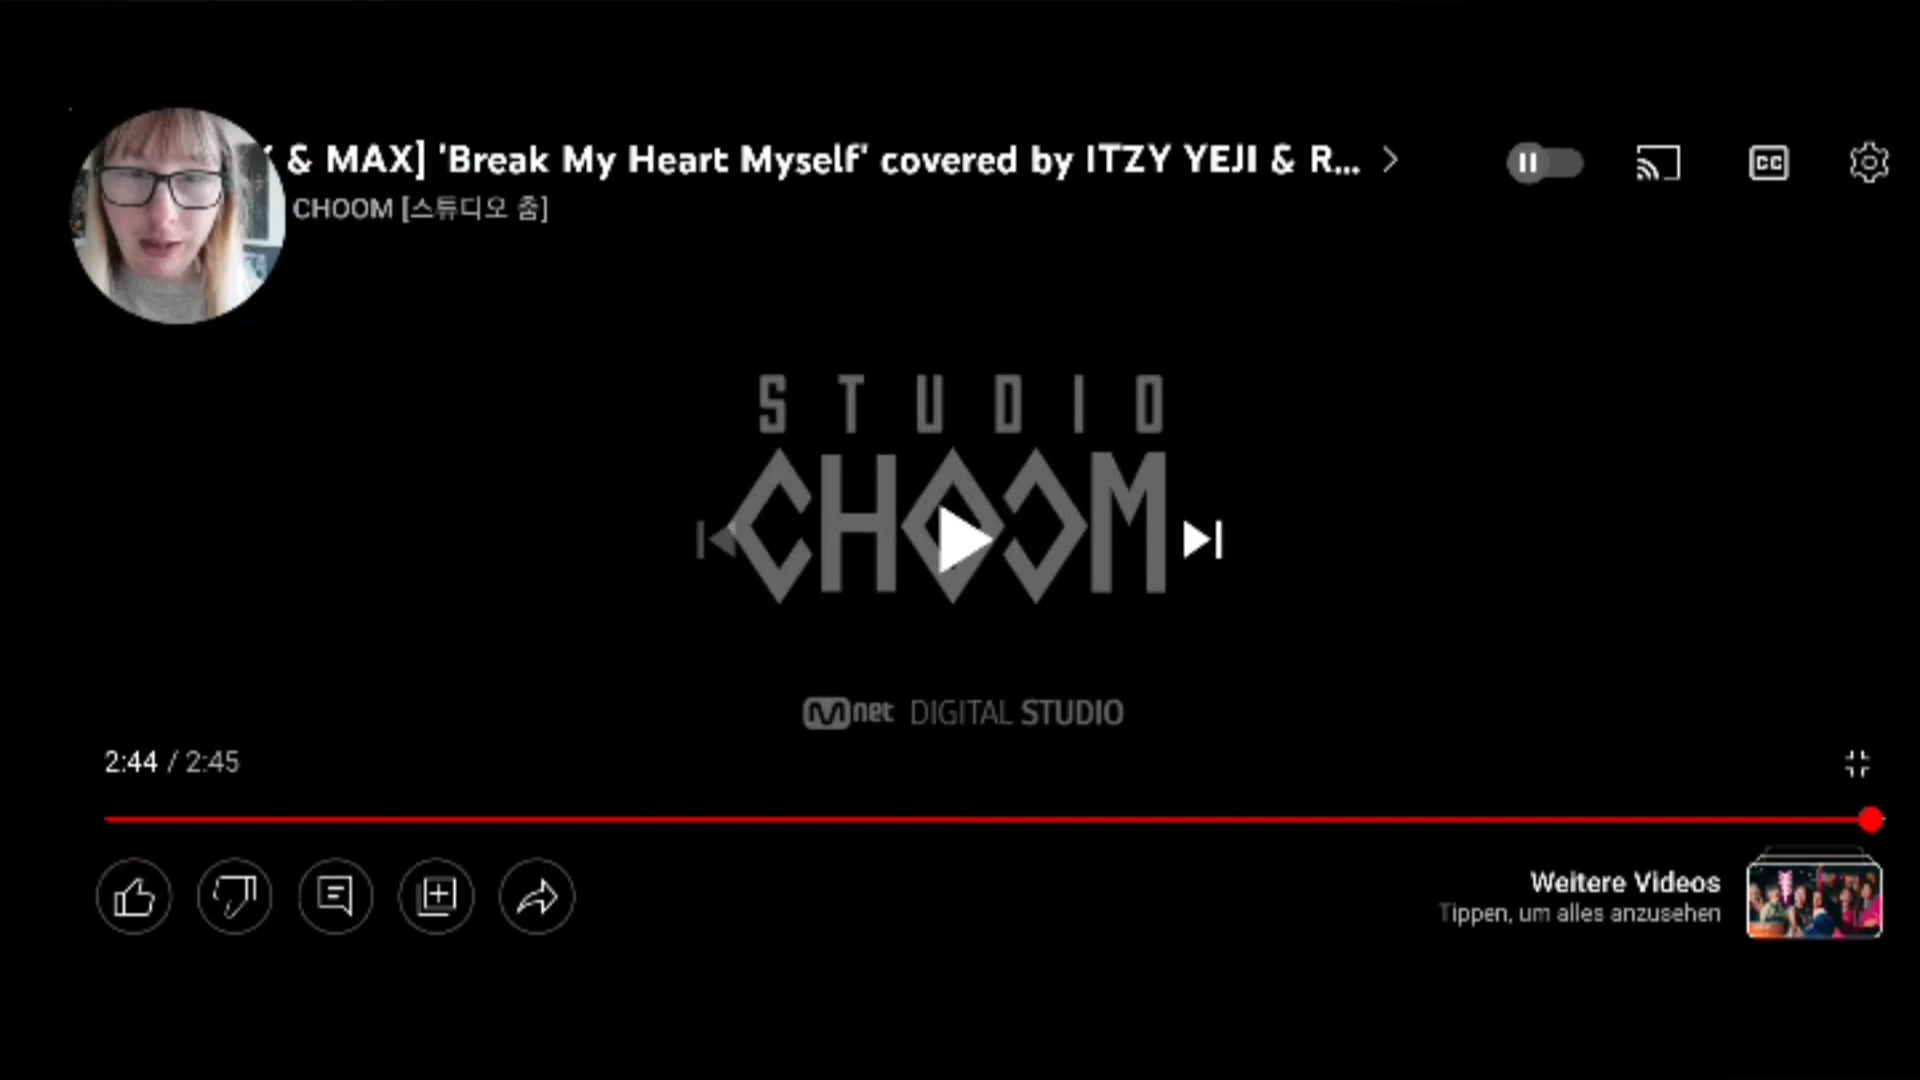 & MAX] 'Break My Heart Myself' covered by ITZY YEJI & R...
CHOOM [스튜디오 춤]
CC
STUDIO
CHOOM
Mnet DIGITAL STUDIO
2:44 / 2:45
Weitere Videos
Tippen, um alles anzusehen